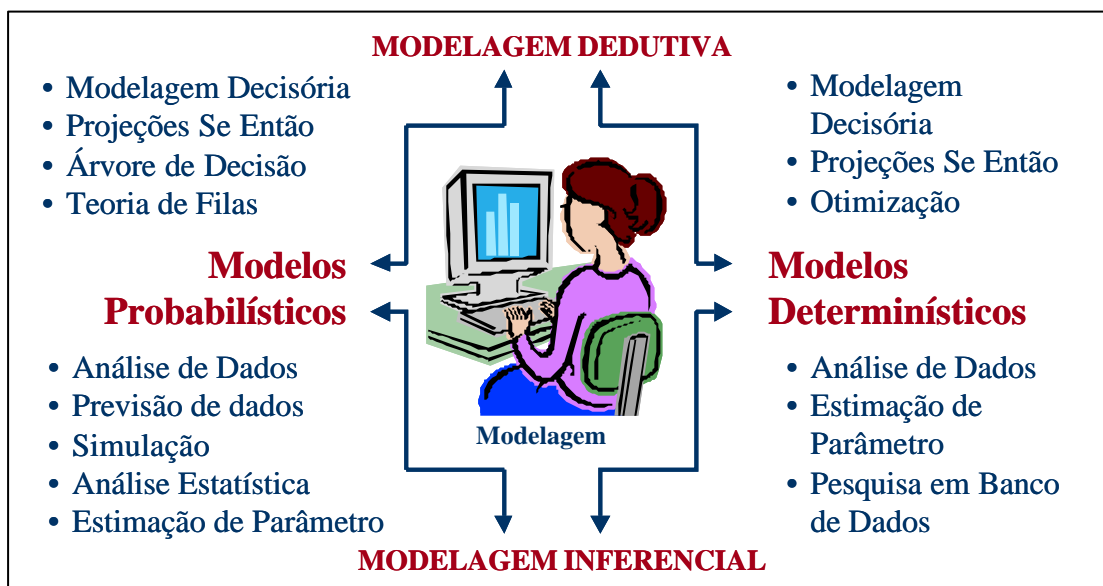 MODELAGEM DEDUTIVA
• Modelagem Decisória
• Projeções Se Então
• Árvore de Decisão
• Teoria de Filas
• Modelagem
Decisória
• Projeções Se Então
• Otimização
Modelos
Probabilísticos
Modelos
Determinísticos
• Análise de Dados
• Previsão de dados
• Simulação
• Análise Estatística
• Estimação de Parâmetro
Modelagem
• Análise de Dados
• Estimação de
Parâmetro
• Pesquisa em Banco
de Dados
MODELAGEM INFERENCIAL